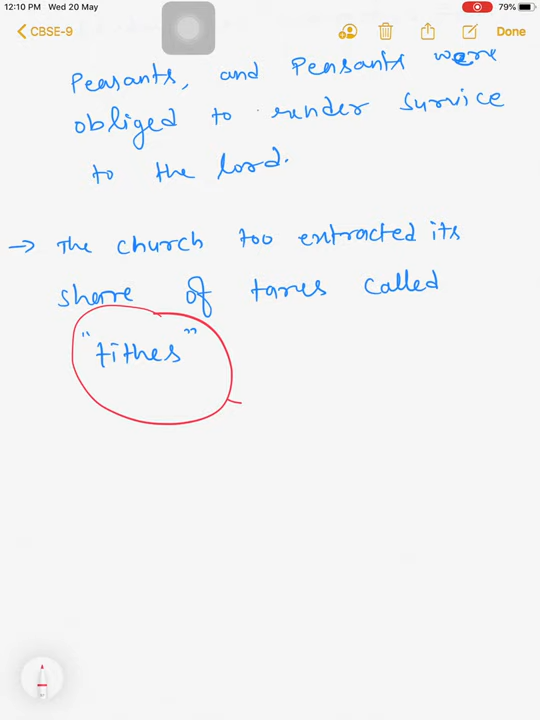 12:10 PM Wed 20 May
79%
CBSE-9
Done
Peasants, and Peasants were
obliged to render survice
to the lord.
→ The church too extracted its
share of taxes called
"tithes"